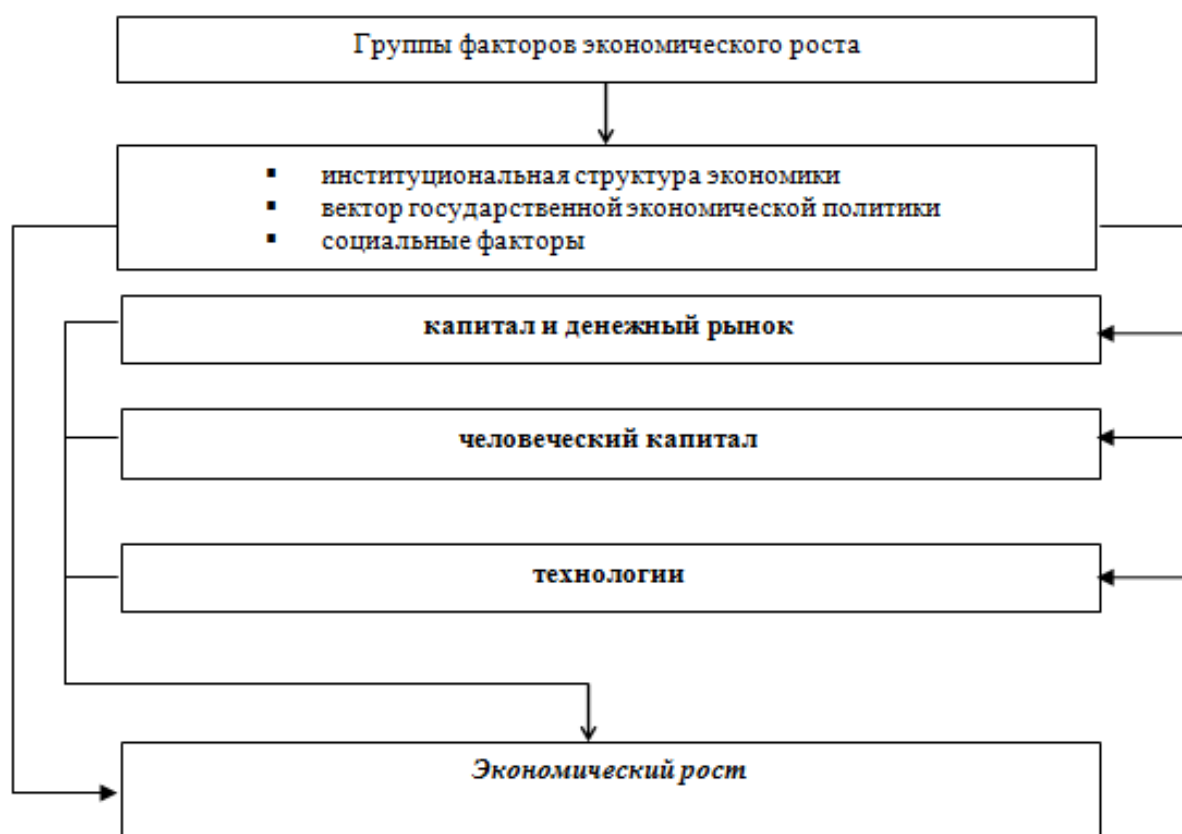 Группы факторов экономического роста
▪ институциональная структура экономики
▪ вектор государственной экономической политики
▪ социальные факторы
капитал и денежный рынок
человеческий капитал
технологии
Экономический рост